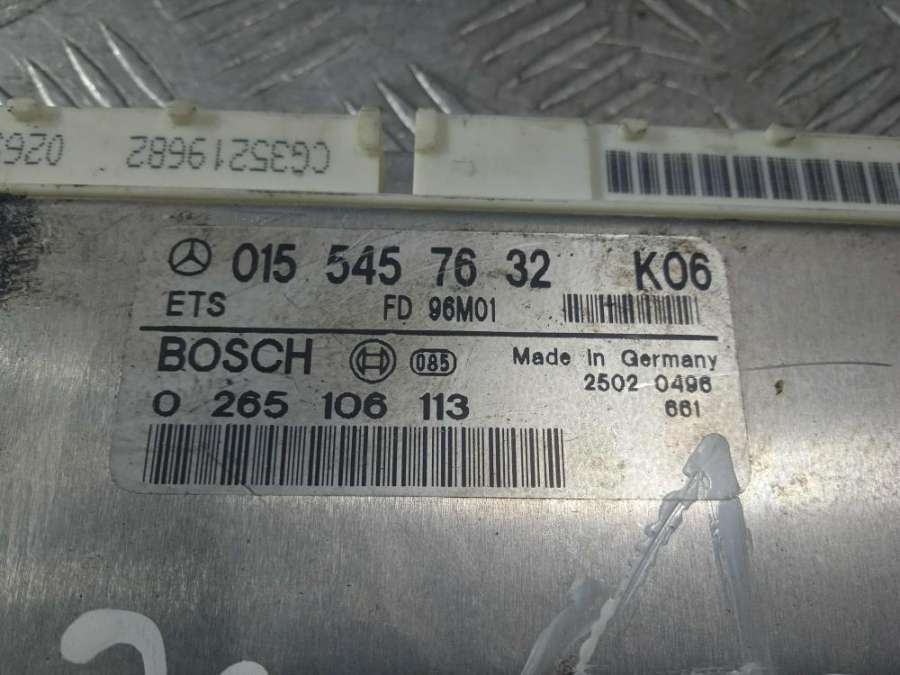 CG35219682 026
015 545 76 32 K06
ETS FD 96M01
BOSCH 085 Made in Germany
2502 0496
0 265 106 113 661